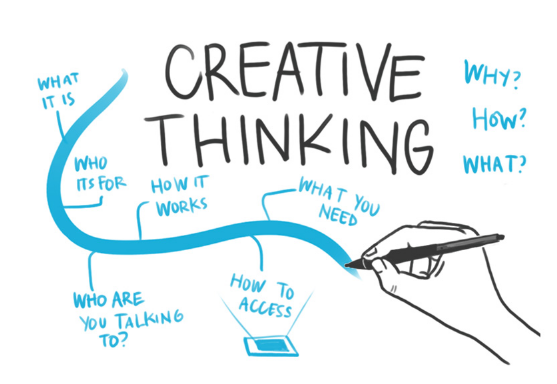 CREATIVE
THINKING
WHY?
HOW?
WHAT?
WHAT
IT IS
WHO
ITS FOR
HOW IT
WORKS
WHAT YOU
NEED
WHO ARE
YOU TALKING
TO?
HOW TO
ACCESS